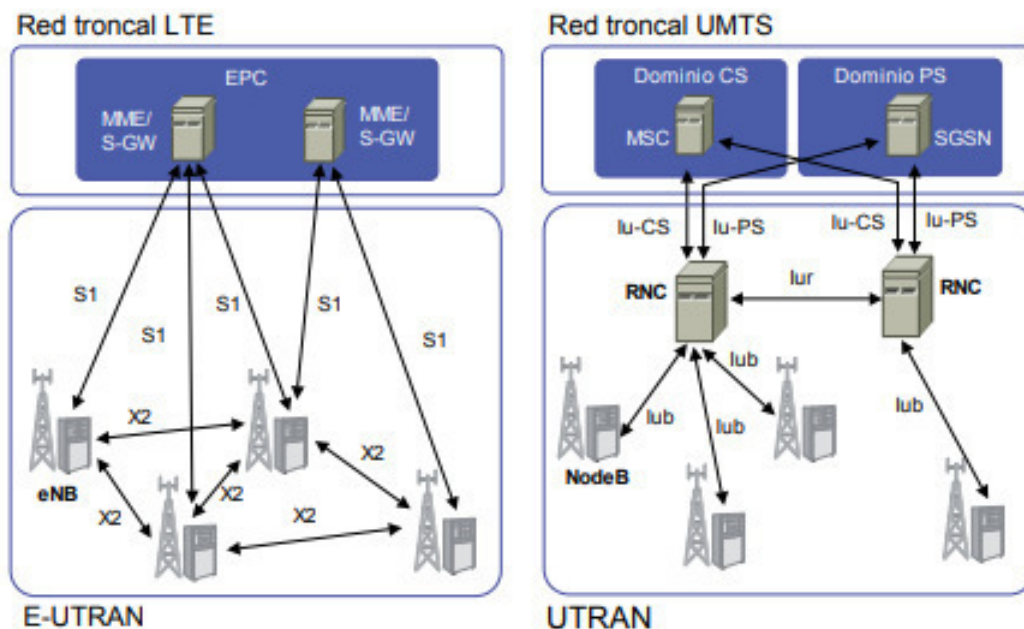 Red troncal LTE
EPC
MME/
S-GW
MME/
S-GW
S1
S1
S1
S1
S1
X2
X2
X2
X2
X2
eNB
E-UTRAN
Red troncal UMTS
Dominio CS
Dominio PS
MSC
SGSN
Iu-CS
Iu-PS
Iu-CS
Iu-PS
RNC
Iur
RNC
Iub
Iub
Iub
Iub
NodeB
UTRAN